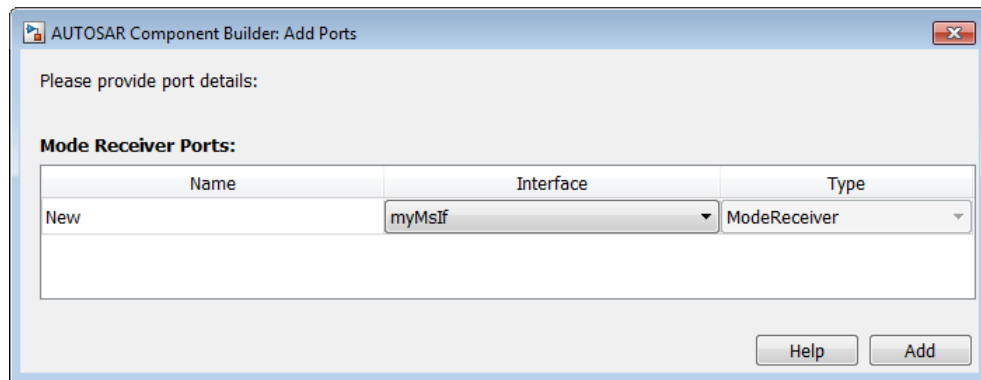 AUTOSAR Component Builder: Add Ports
Please provide port details:
Mode Receiver Ports:
Name Interface Type
New myMsIf ModeReceiver
Help Add